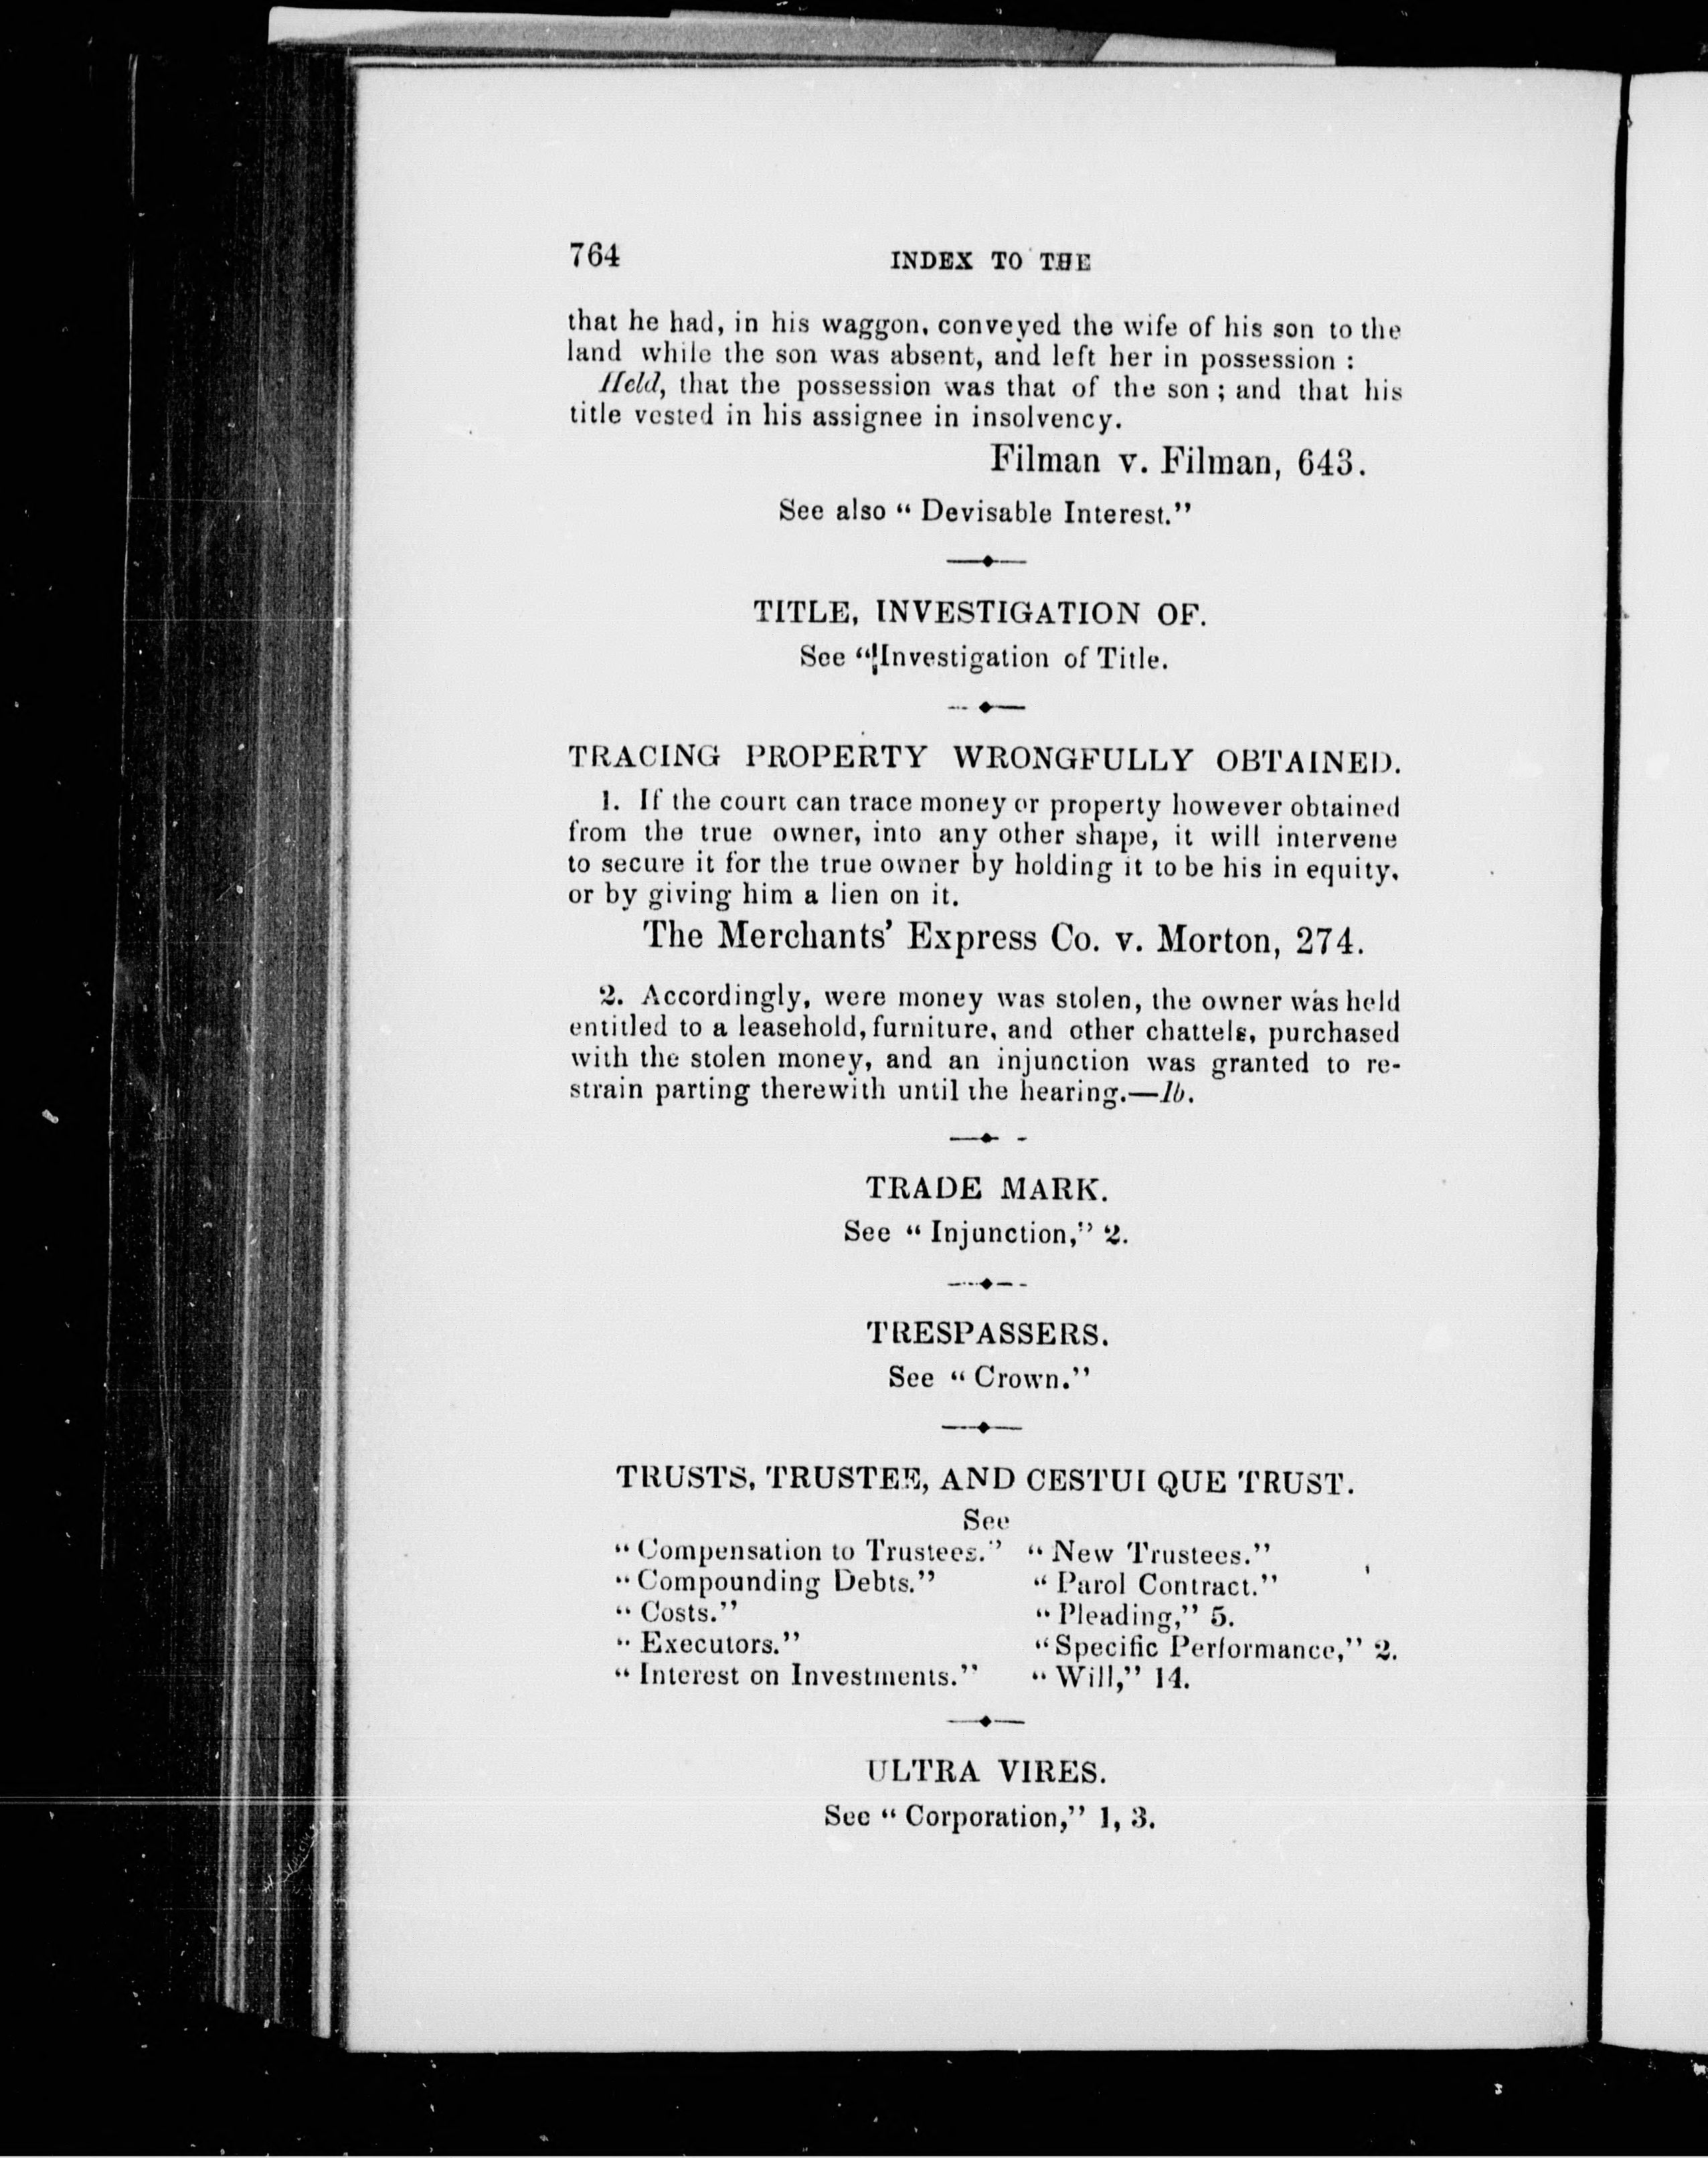 764 INDEX TO THE
that he had, in his waggon, conveyed the wife of his son to the
land while the son was absent, and left her in possession :
Held, that the possession was that of the son ; and that his
title vested in his assignee in insolvency.
Filman v. Filman, 643.
See also “ Devisable Interest.”
TITLE, INVESTIGATION OF.
See “Investigation of Title.
TRACING PROPERTY WRONGFULLY OBTAINED.
1. If the court can trace money or property however obtained
from the true owner, into any other shape, it will intervene
to secure it for the true owner by holding it to be his in equity,
or by giving him a lien on it.
The Merchants’ Express Co. v. Morton, 274.
2. Accordingly, were money was stolen, the owner was held
entitled to a leasehold, furniture, and other chattels, purchased
with the stolen money, and an injunction was granted to re-
strain parting therewith until the hearing.—Ib.
TRADE MARK.
See “ Injunction,” 2.
TRESPASSERS.
See “ Crown.”
TRUSTS, TRUSTEE, AND CESTUI QUE TRUST.
See
“ Compensation to Trustees.” “ New Trustees.”
“ Compounding Debts.” “ Parol Contract.”
“ Costs.” “ Pleading,” 5.
“ Executors.” “ Specific Performance,” 2.
“ Interest on Investments.” “ Will,” 14.
ULTRA VIRES.
See “ Corporation,” 1, 3.